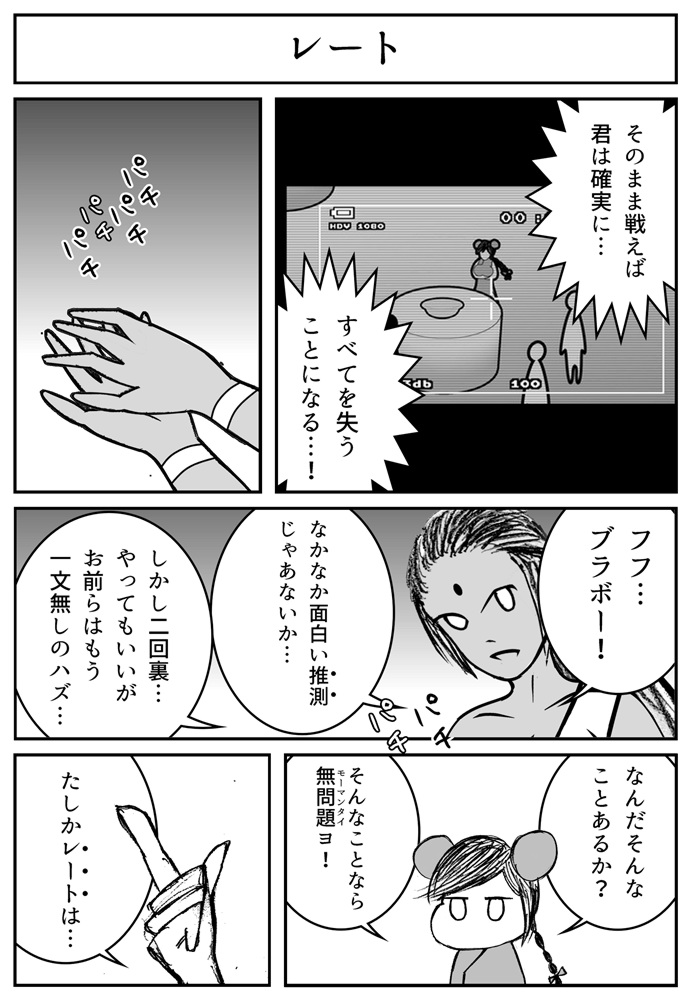 レート
そのまま戦えば
君は確実に…
HDV 1080
00:
db
100
すべてを失う
ことになる…！
パチ
パチ
パチ
パチ
フフ…
ブラボー！
なかなか面白い推測
じゃあないか…
しかし二回裏…
やってもいいが
お前らはもう
一文無しのハズ…
パチ
パチ
なんだそんな
ことあるか？
そんなことなら
無問題ヨ！
モーマンタイ
たしかレートは…